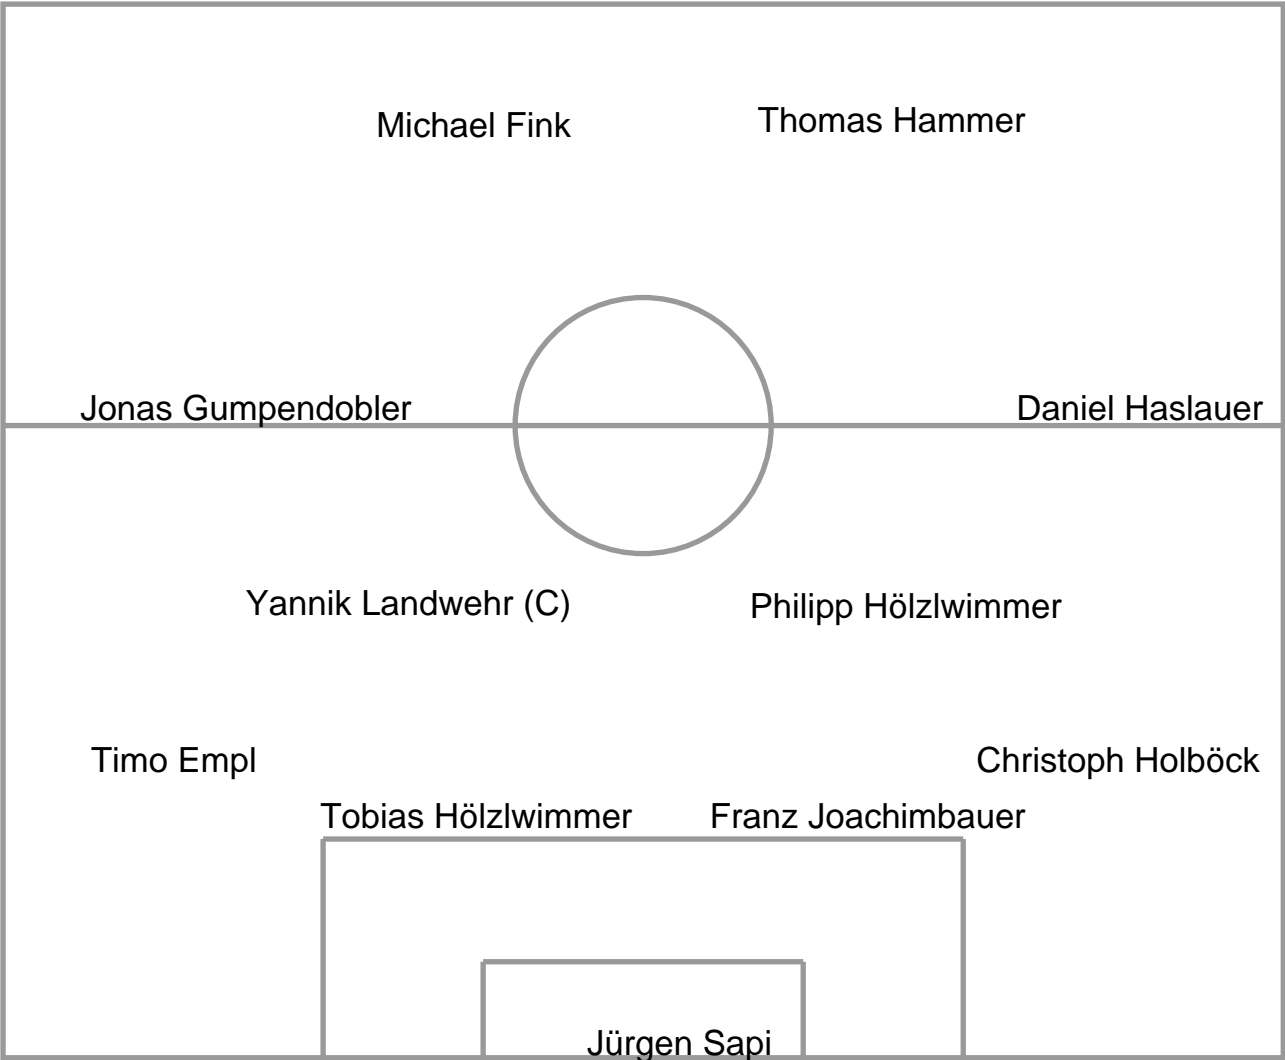 Michael Fink
Thomas Hammer
Jonas Gumpendobler
Daniel Haslauer
Yannik Landwehr (C)
Philipp Hölzlwimmer
Timo Empl
Christoph Holböck
Tobias Hölzlwimmer
Franz Joachimbauer
Jürgen Sapi